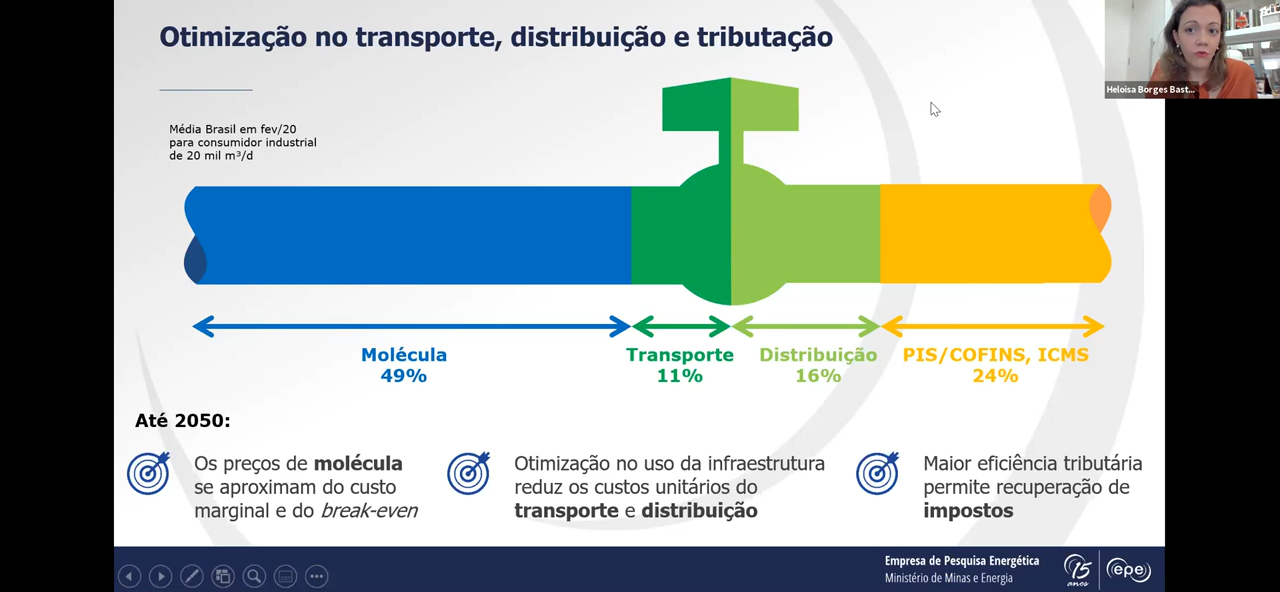 Otimização no transporte, distribuição e tributação
Heloisa Borges Bast...
Média Brasil em fev/20
para consumidor industrial
de 20 mil m³/d
Molécula
49%
Transporte
11%
Distribuição
16%
PIS/COFINS, ICMS
24%
Até 2050:
Os preços de molécula
se aproximam do custo
marginal e do break-even
Otimização no uso da infraestrutura
reduz os custos unitários do
transporte e distribuição
Maior eficiência tributária
permite recuperação de
impostos
Empresa de Pesquisa Energética
Ministério de Minas e Energia
15
anos
epe